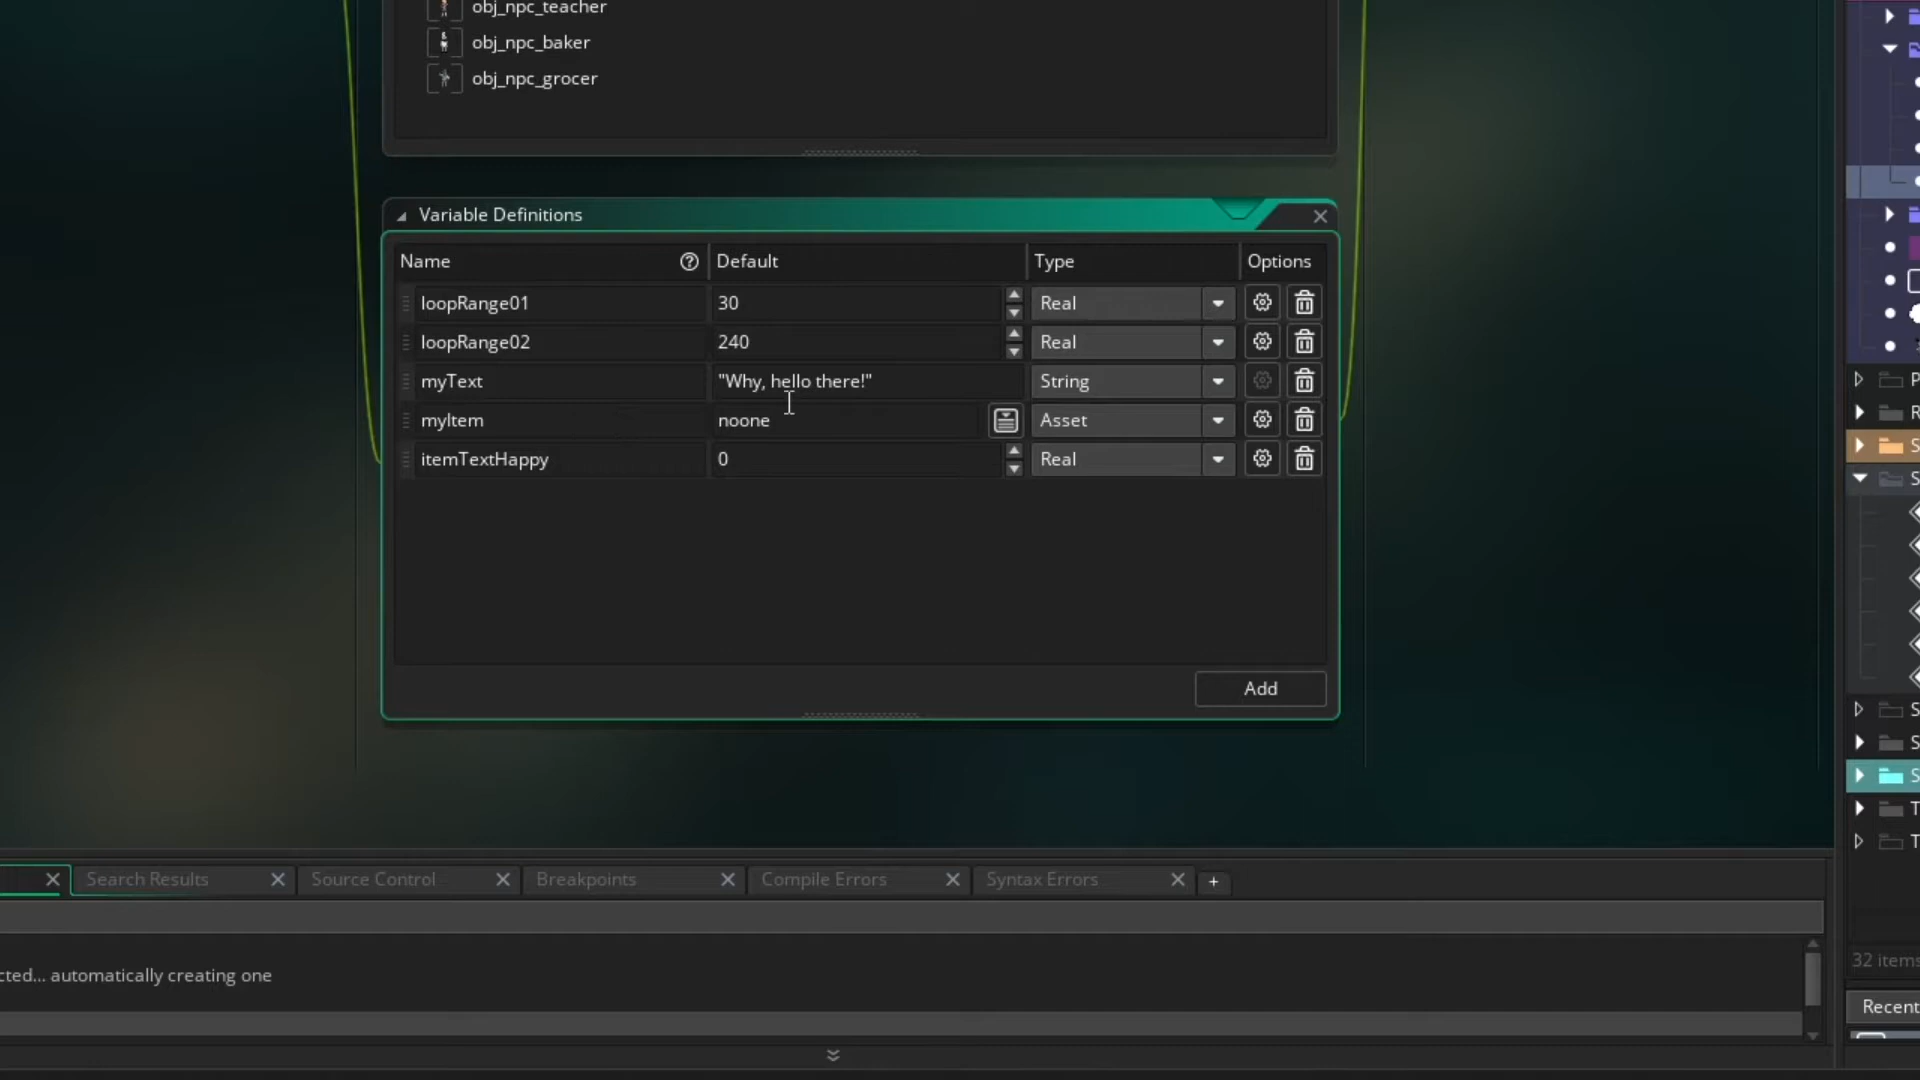 obj_npc_teacher
obj_npc_baker
obj_npc_grocer
Variable Definitions
Name Default Type Options
loopRange01 30 Real
loopRange02 240 Real
myText "Why, hello there!" String
myItem noone Asset
itemTextHappy 0 Real
Add
Search Results Source Control Breakpoints Compile Errors Syntax Errors +
cted... automatically creating one
32 items
Recent